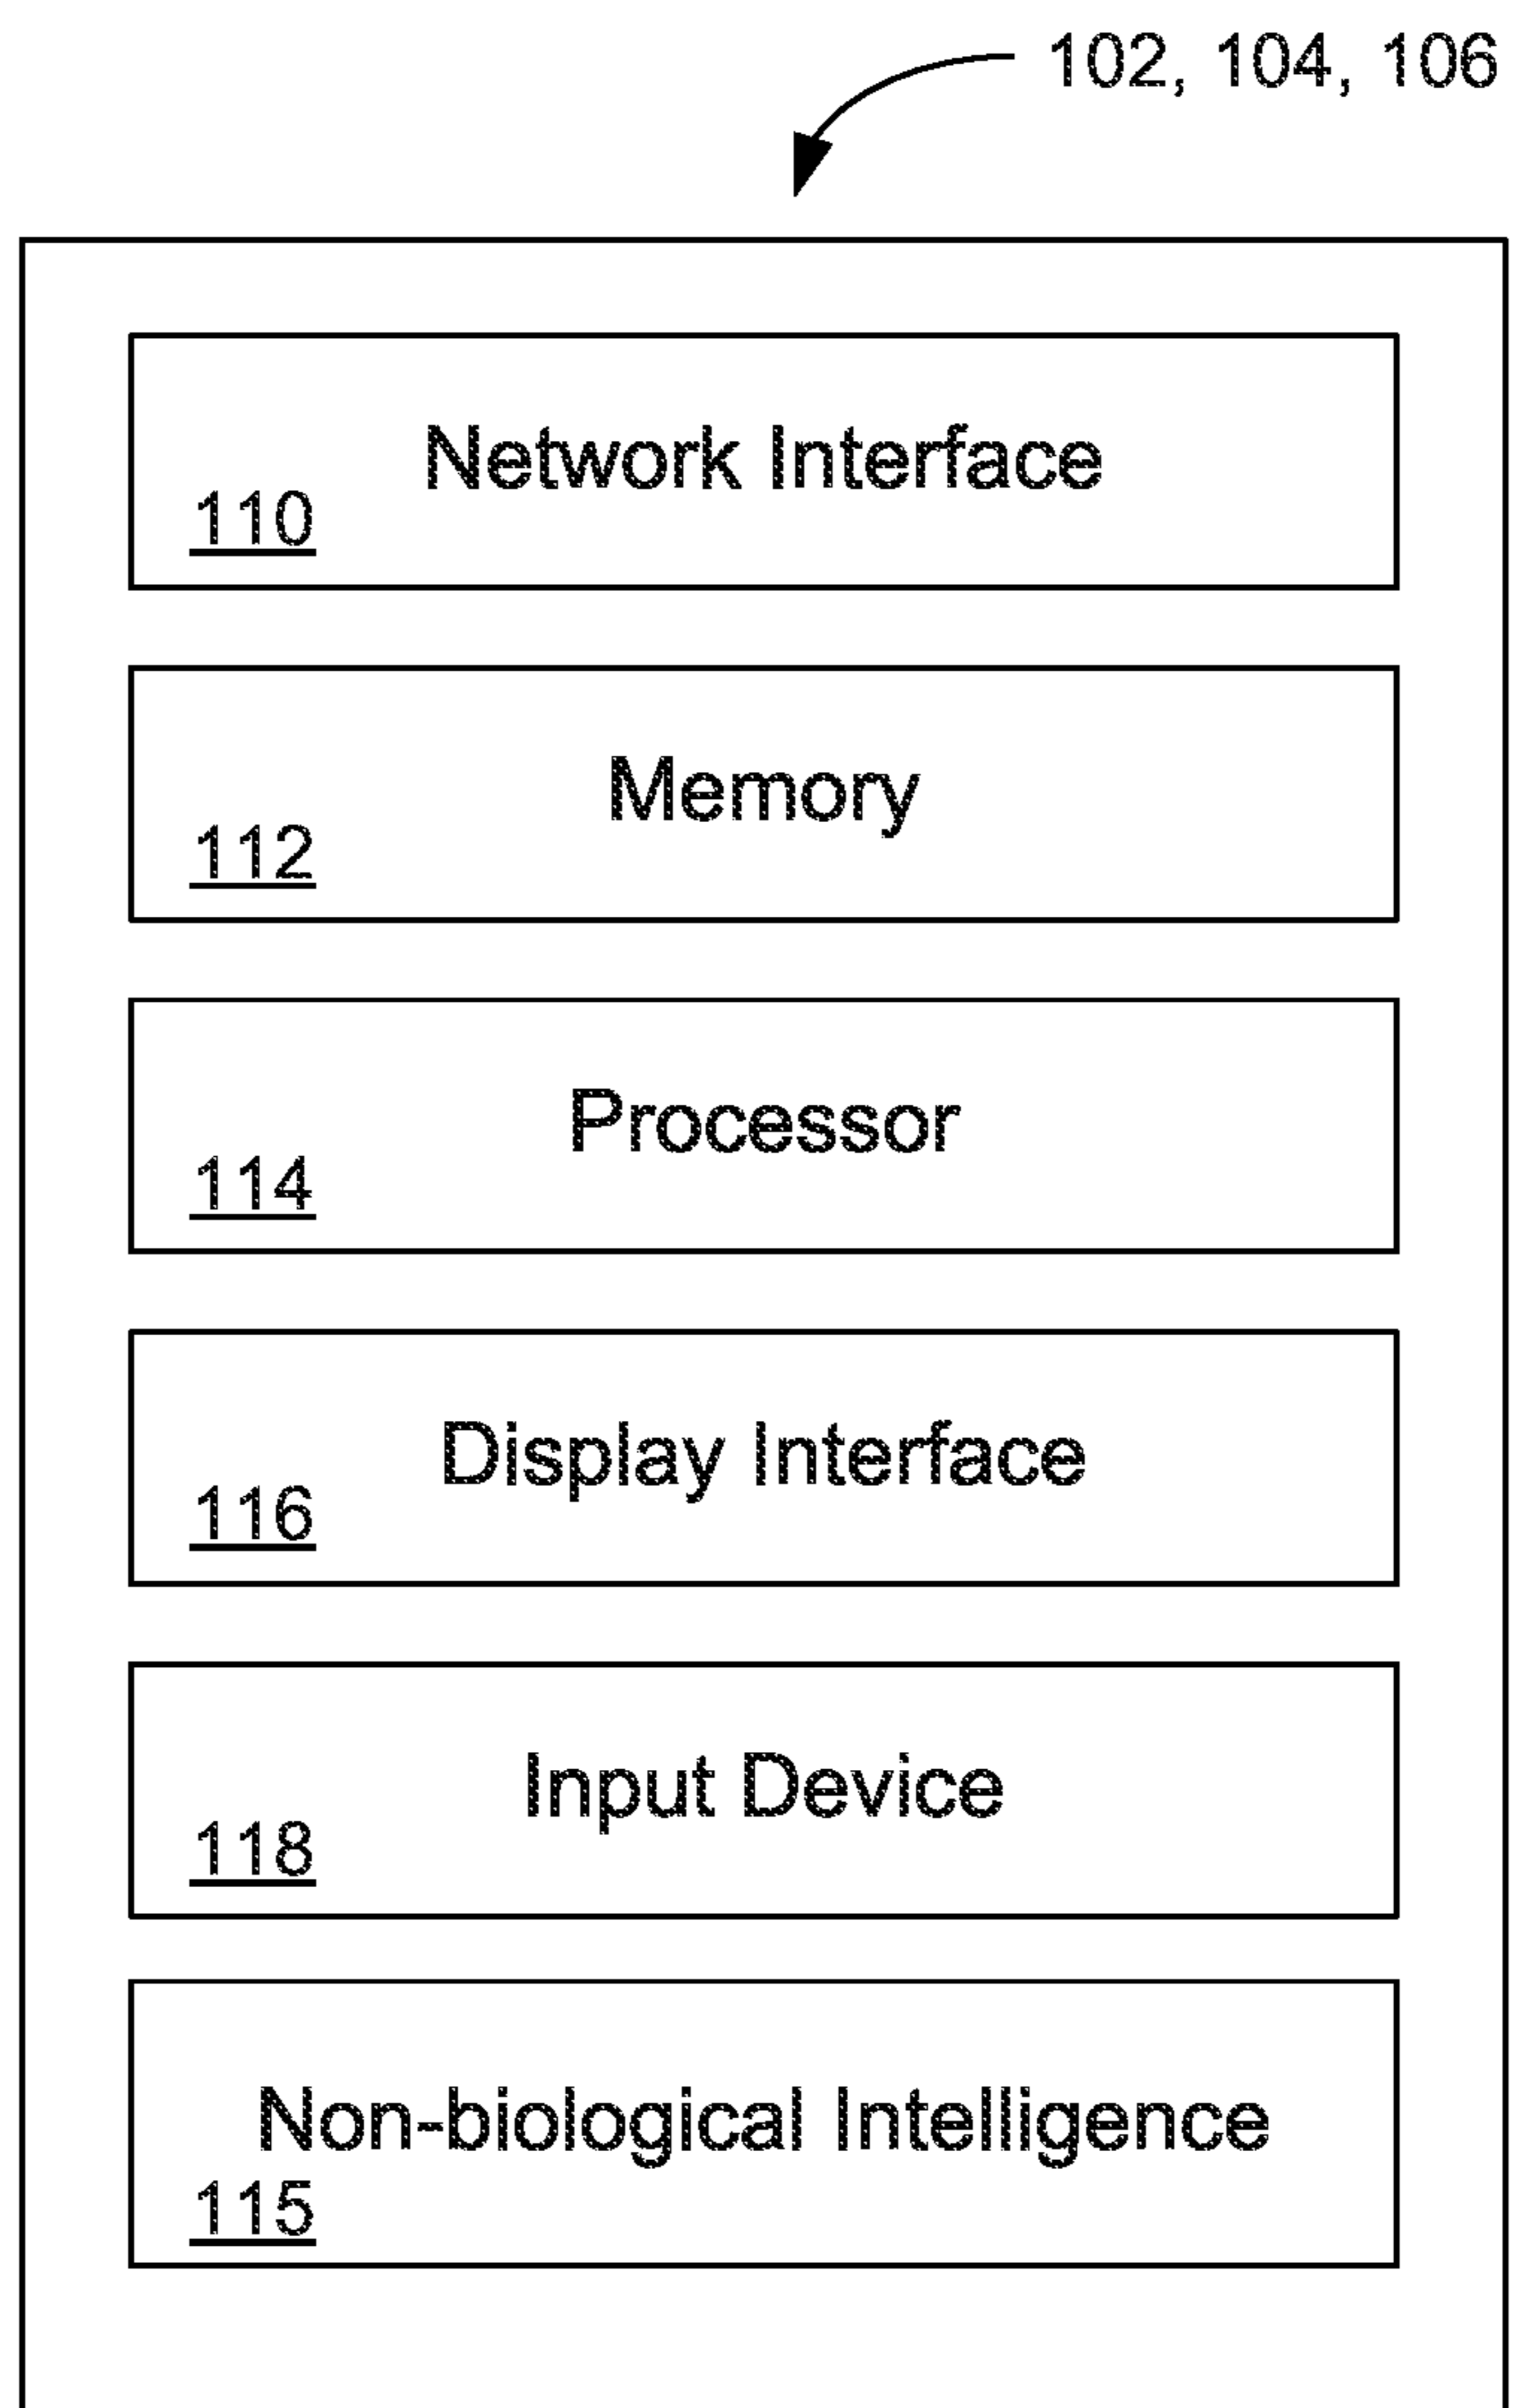 102, 104, 106
Network Interface
110
Memory
112
Processor
114
Display Interface
116
Input Device
118
Non-biological Intelligence
115